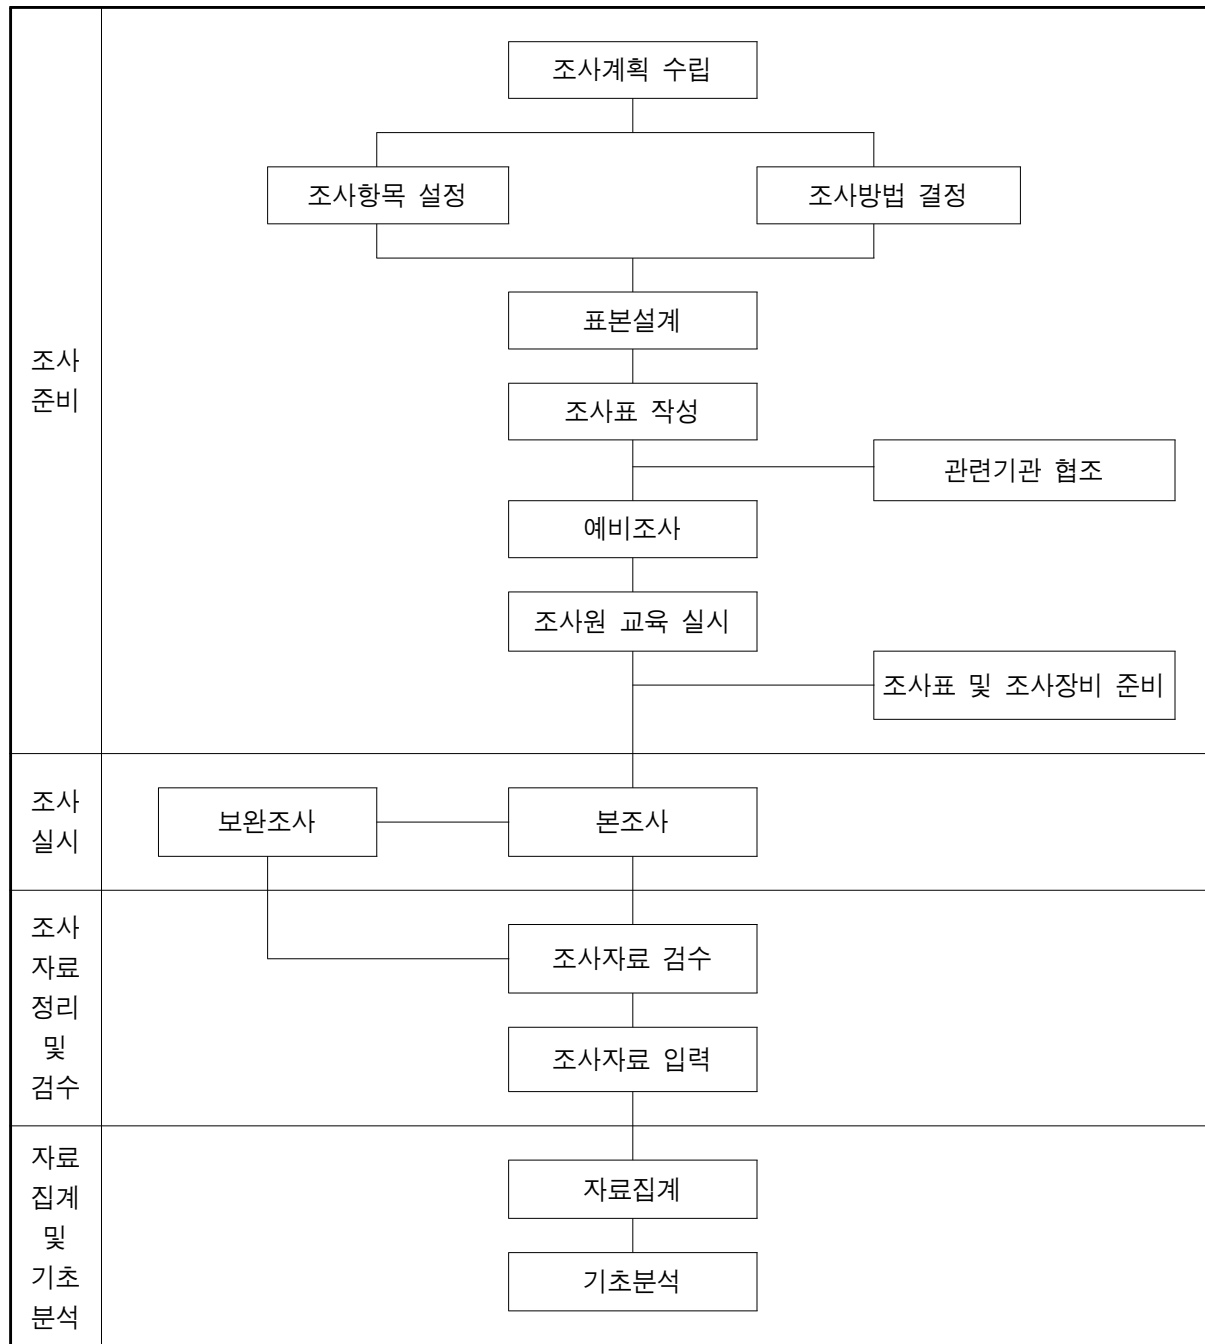 조사
준비
조사계획 수립
조사항목 설정
조사방법 결정
표본설계
조사표 작성
관련기관 협조
예비조사
조사원 교육 실시
조사표 및 조사장비 준비
조사
실시
보완조사
본조사
조사
자료
정리
및
검수
조사자료 검수
조사자료 입력
자료
집계
및
기초
분석
자료집계
기초분석